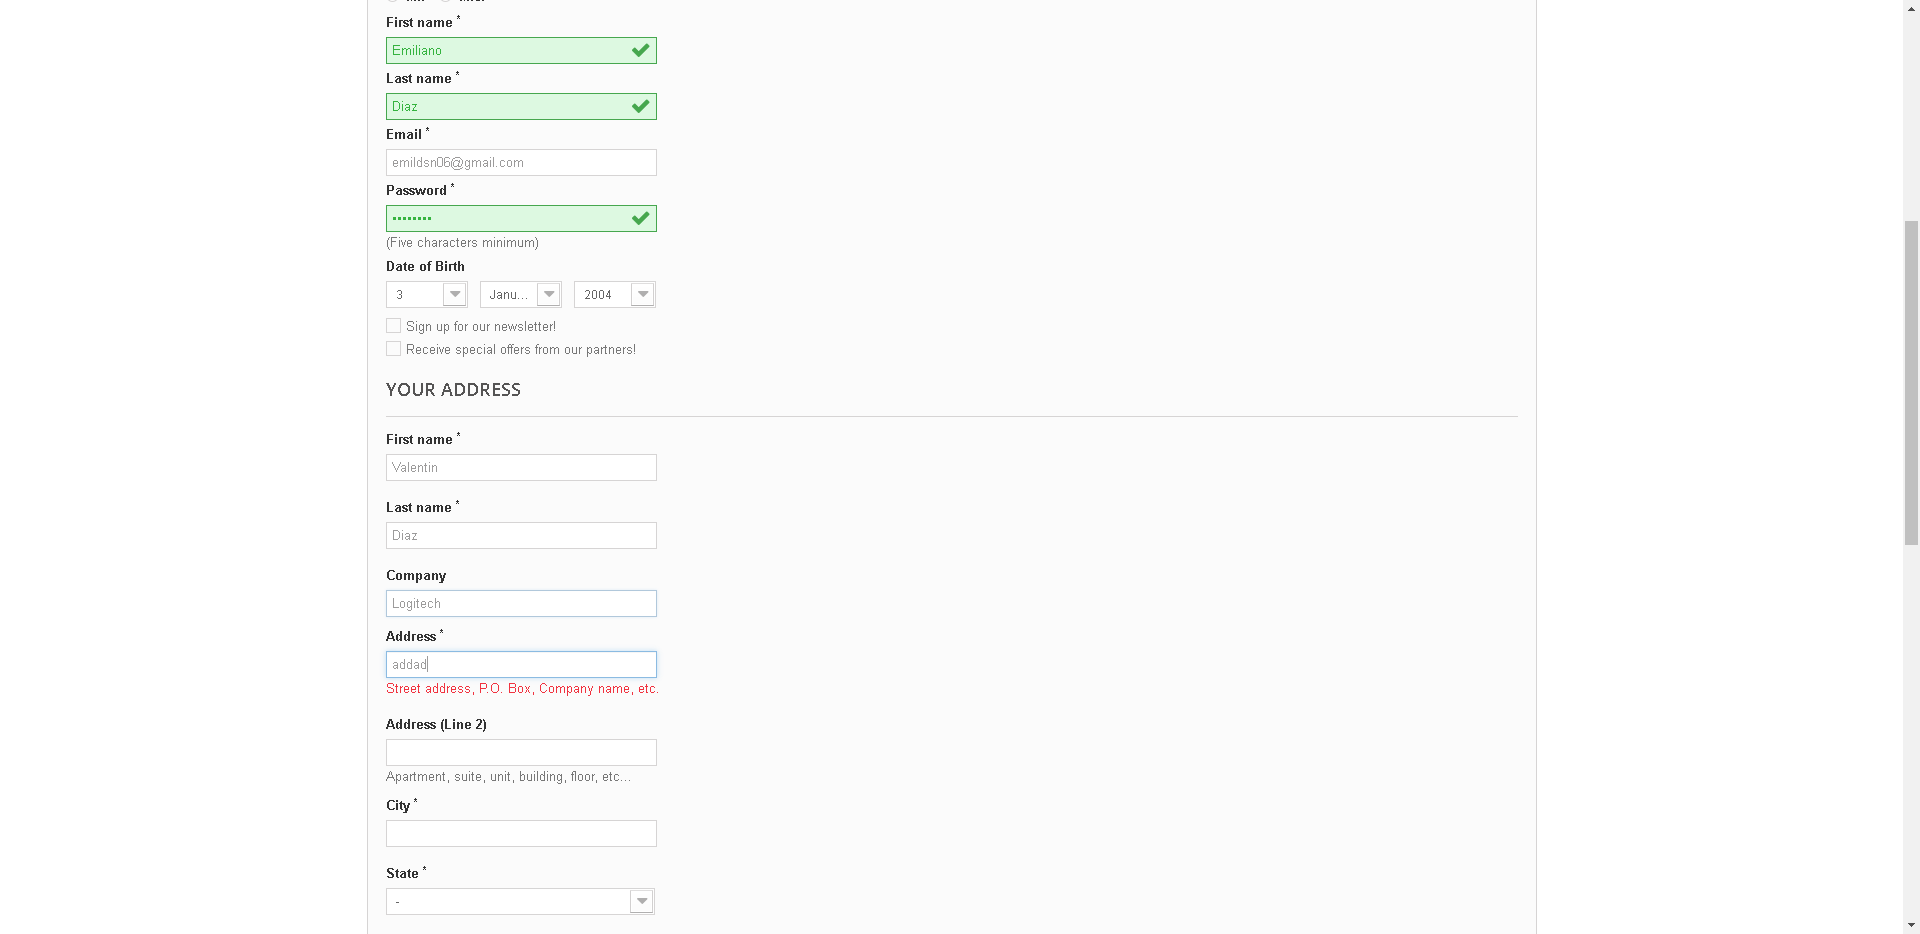 First name *
Emiliano
Last name *
Diaz
Email *
emildsn06@gmail.com
Password *
••••••••
(Five characters minimum)
Date of Birth
3 Janu... 2004
Sign up for our newsletter!
Receive special offers from our partners!
YOUR ADDRESS
First name *
Valentin
Last name *
Diaz
Company
Logitech
Address *
addad
Street address, P.O. Box, Company name, etc.
Address (Line 2)
Apartment, suite, unit, building, floor, etc...
City *
State *
-